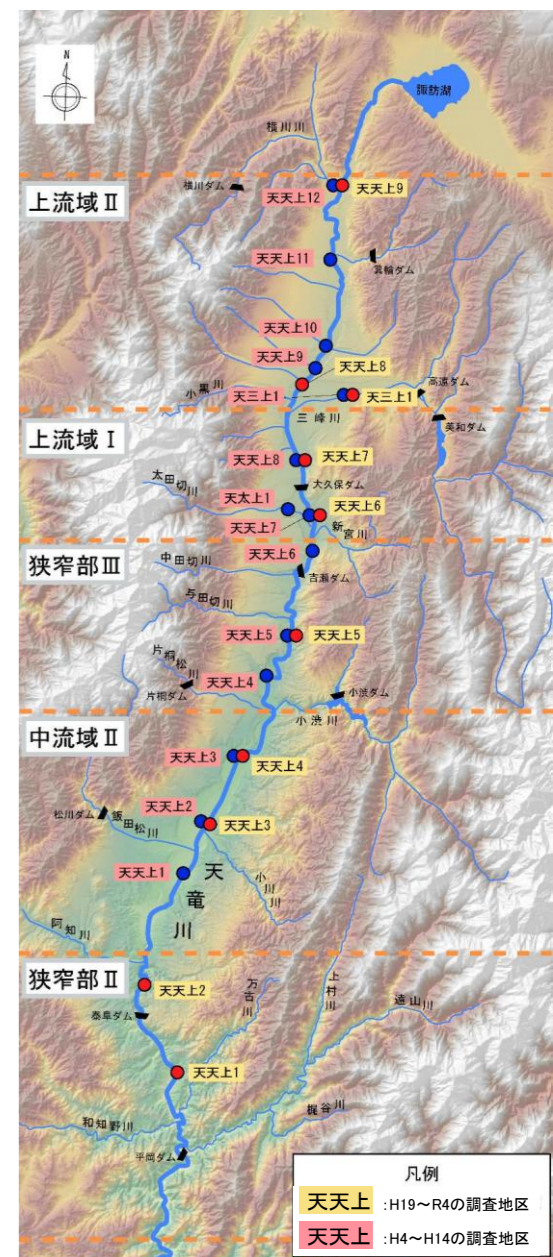 N
諏訪湖
横川川
上流域Ⅱ
横川ダム
天天上12
天天上9
天天上11
箕輪ダム
天天上10
天天上9
天天上8
小黒川
高遠ダム
天三上1
天三上1
三峰川
美和ダム
上流域Ⅰ
天天上8
天天上7
太田切川
大久保ダム
天太上1
天天上6
天天上7
新宮川
狭窄部Ⅲ
天天上6
中田切川
吉瀬ダム
与田切川
天天上5
天天上5
片桐松川
天天上4
片桐ダム
小渋ダム
小渋川
中流域Ⅱ
天天上3
天天上4
天天上2
松川ダム
飯田松川
天天上3
天天上1
天竜川
小川川
阿知川
狭窄部Ⅱ
天天上2
万古川
上村川
遠山川
泰阜ダム
天天上1
和知野川
梶谷川
平岡ダム
凡例
天天上 :H19～R4の調査地区
天天上 :H4～H14の調査地区